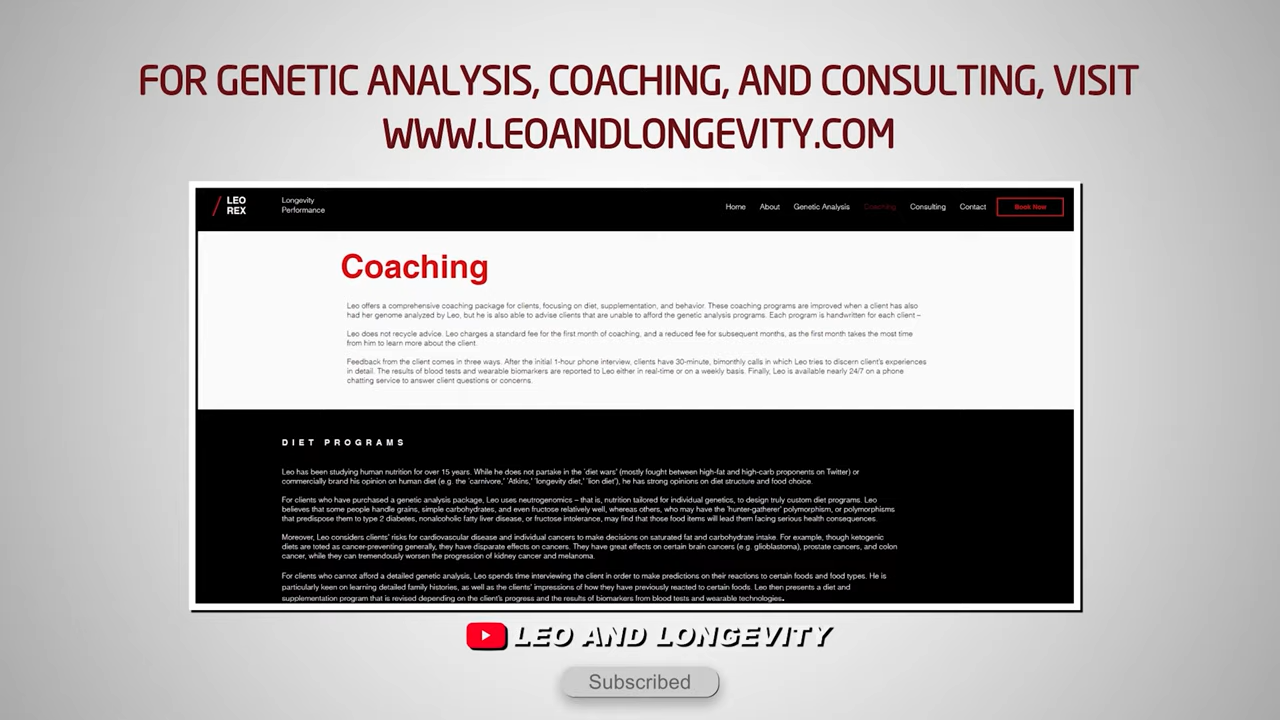 FOR GENETIC ANALYSIS, COACHING, AND CONSULTING, VISIT
WWW.LEOANDLONGEVITY.COM
LEO
REX
Longevity
Performance
Home About Genetic Analysis Coaching Consulting Contact Book Now
Coaching
Leo offers a comprehensive coaching package for clients, focusing on diet, supplementation, and behavior. These coaching programs are improved when a client has also
had her genome analyzed by Leo, but he is also able to advise clients that are unable to afford the genetic analysis programs. Each program is handwritten for each client –
Leo does not recycle advice. Leo charges a standard fee for the first month of coaching, and a reduced fee for subsequent months, as the first month takes the most time
from him to learn more about the client.
Feedback from the client comes in three ways. After the initial 1-hour phone interview, clients have 30-minute, bimonthly calls in which Leo tries to discern client's experiences
in detail. The results of blood tests and wearable biomarkers are reported to Leo either in real-time or on a weekly basis. Finally, Leo is available nearly 24/7 on a phone
chatting service to answer client questions or concerns.
DIET PROGRAMS
Leo has been studying human nutrition for over 15 years. While he does not partake in the 'diet wars' (mostly fought between high-fat and high-carb proponents on Twitter) or
commercially brand his opinion on human diet (e.g. the 'carnivore,' 'Atkins,' 'longevity diet,' 'lion diet'), he has strong opinions on diet structure and food choice.
For clients who have purchased a genetic analysis package, Leo uses neutrogenomics – that is, nutrition tailored for individual genetics, to design truly custom diet programs. Leo
believes that some people handle grains, simple carbohydrates, and even fructose relatively well, whereas others, who may have the 'hunter-gatherer' polymorphism, or polymorphisms
that predispose them to type 2 diabetes, nonalcoholic fatty liver disease, or fructose intolerance, may find that those food items will lead them facing serious health consequences.
Moreover, Leo considers clients' risks for cardiovascular disease and individual cancers to make decisions on saturated fat and carbohydrate intake. For example, though ketogenic
diets are toted as cancer-preventing generally, they have disparate effects on cancers. They have great effects on certain brain cancers (e.g. glioblastoma), prostate cancers, and colon
cancer, while they can tremendously worsen the progression of kidney cancer and melanoma.
For clients who cannot afford a detailed genetic analysis, Leo spends time interviewing the client in order to make predictions on their reactions to certain foods and food types. He is
particularly keen on learning detailed family histories, as well as the clients' impressions of how they have previously reacted to certain foods. Leo then presents a diet and
supplementation program that is revised depending on the client's progress and the results of biomarkers from blood tests and wearable technologies.
LEO AND LONGEVITY
Subscribed